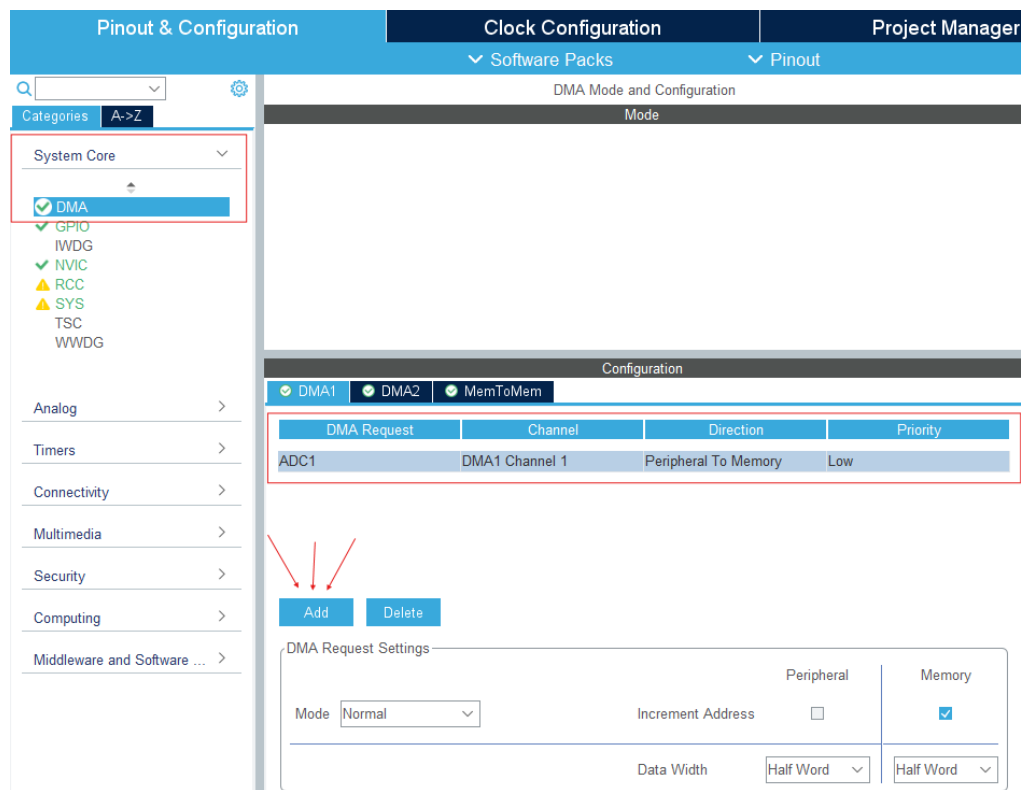 Pinout & Configuration
Clock Configuration
Project Manager
Software Packs
Pinout
Categories
A->Z
System Core
DMA
GPIO
IWDG
NVIC
RCC
SYS
TSC
WWDG
Analog
Timers
Connectivity
Multimedia
Security
Computing
Middleware and Software ...
DMA Mode and Configuration
Mode
Configuration
DMA1
DMA2
MemToMem
DMA Request Channel Direction Priority
ADC1 DMA1 Channel 1 Peripheral To Memory Low
Add
Delete
DMA Request Settings
Peripheral Memory
Mode Normal Increment Address
Data Width Half Word Half Word